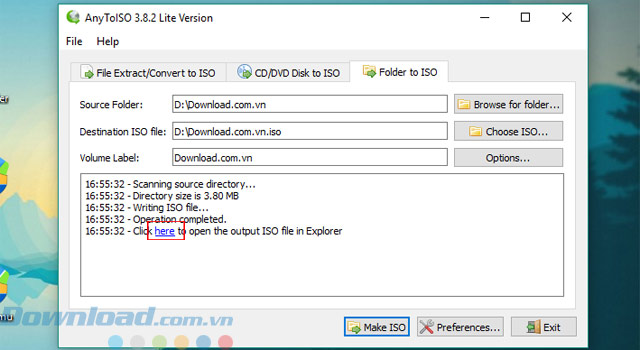 AnyToISO 3.8.2 Lite Version
File Help
File Extract/Convert to ISO CD/DVD Disk to ISO Folder to ISO
Source Folder: D:\Download.com.vn Browse for folder...
Destination ISO file: D:\Download.com.vn.iso Choose ISO...
Volume Label: Download.com.vn Options...
16:55:32 - Scanning source directory...
16:55:32 - Directory size is 3.80 MB
16:55:32 - Writing ISO file...
16:55:32 - Operation completed.
16:55:32 - Click here to open the output ISO file in Explorer
Make ISO Preferences... Exit
Download.com.vn